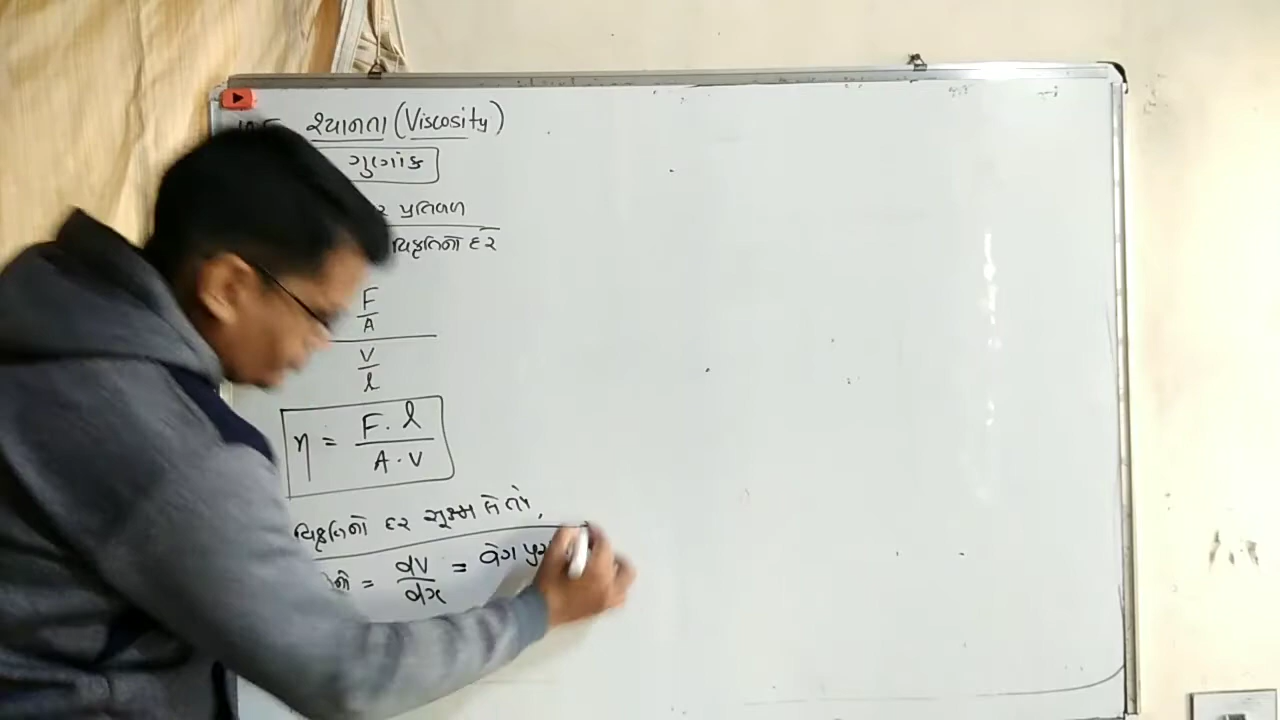 શ્યાનતા (Viscosity)
ગુણાંક
પ્રતિબળ
વિકૃતિનો દર
F
A
V
l
η = F · l
A · V
વિકૃતિનો દર સૂક્ષ્મ લેતાં,
= dv = વેગ
dx